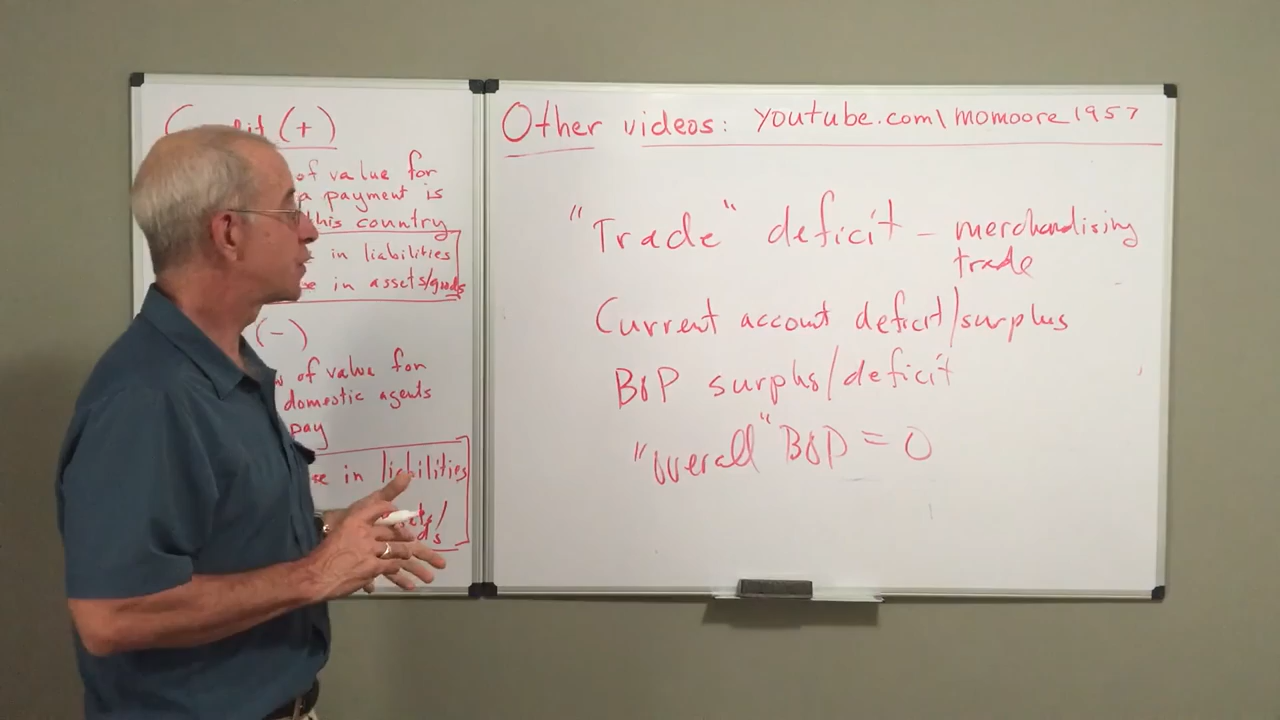 (+)
of value for
a payment is
this country
in liabilities
se in assets/goods
(-)
of value for
domestic agents
pay
se in liabilities
Other videos: youtube.com\momoore1957
"Trade" deficit - merchandising
trade
Current account deficit/surplus
BOP surplus/deficit
"overall" BOP = 0